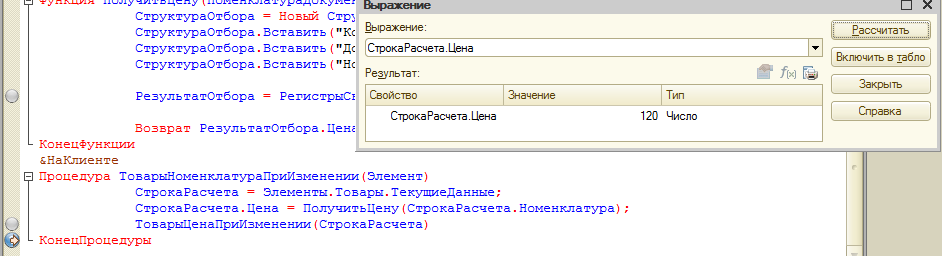 Функция ПолучитьЦену(НоменклатураДокумен
СтруктураОтбора = Новый Стру
СтруктураОтбора.Вставить("Ко
СтруктураОтбора.Вставить("До
СтруктураОтбора.Вставить("Но
РезультатОтбора = РегистрыСв
Возврат РезультатОтбора.Цена
КонецФункции
&НаКлиенте
Процедура ТоварыНоменклатураПриИзменении(Элемент)
СтрокаРасчета = Элементы.Товары.ТекущиеДанные;
СтрокаРасчета.Цена = ПолучитьЦену(СтрокаРасчета.Номенклатура);
ТоварыЦенаПриИзменении(СтрокаРасчета)
КонецПроцедуры
Выражение
Выражение:
СтрокаРасчета.Цена
Результат:
f(x)
Свойство Значение Тип
СтрокаРасчета.Цена 120 Число
Рассчитать
Включить в табло
Закрыть
Справка